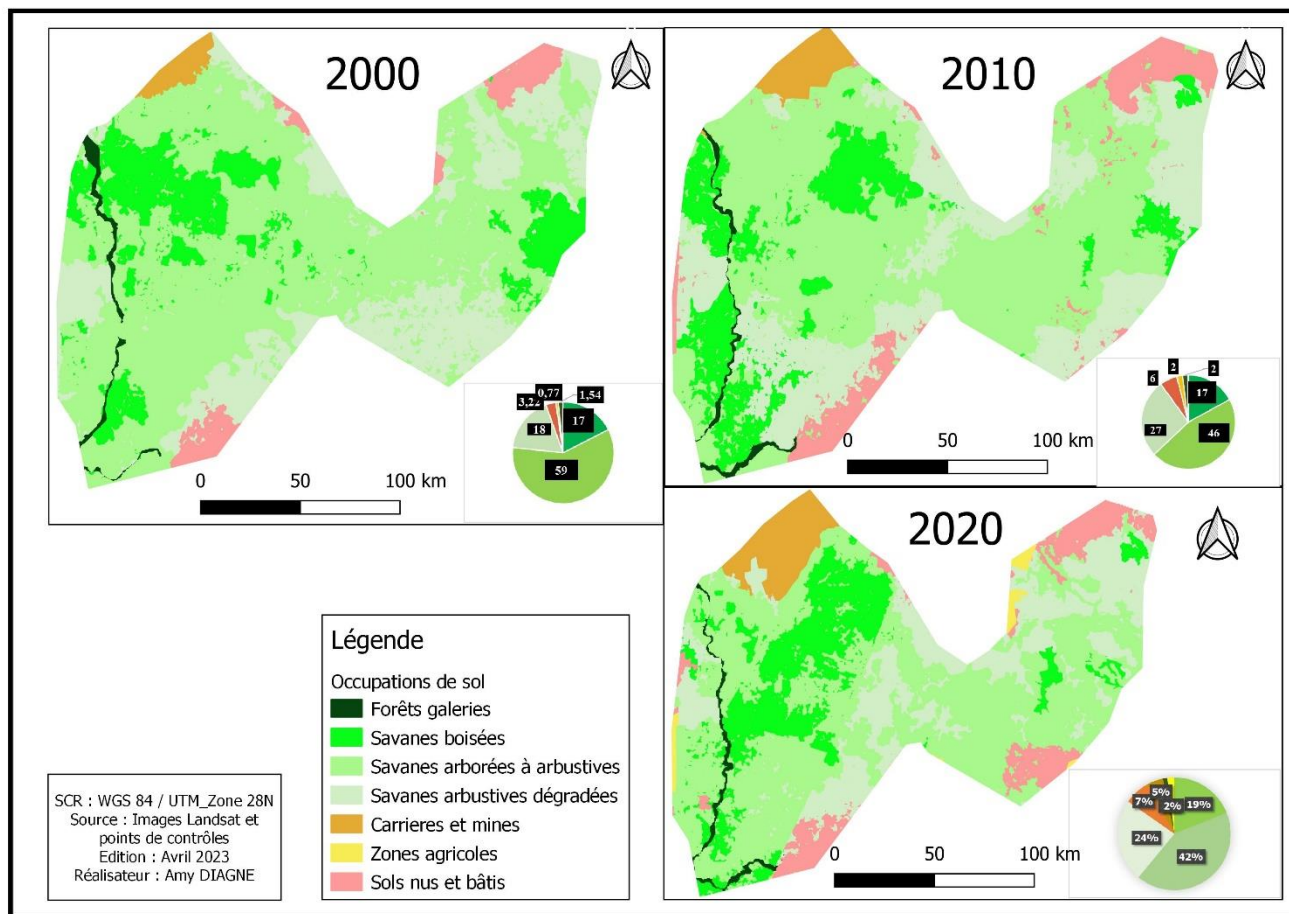 2000
3,22
0,77
1,54
17
18
59
0 50 100 km
2010
6
2
2
17
27
46
0 50 100 km
2020
7%
5%
2%
19%
24%
42%
0 50 100 km
Légende
Occupations de sol
Forêts galeries
Savanes boisées
Savanes arborées à arbustives
Savanes arbustives dégradées
Carrieres et mines
Zones agricoles
Sols nus et bâtis
SCR : WGS 84 / UTM_Zone 28N
Source : Images Landsat et
points de contrôles
Edition : Avril 2023
Réalisateur : Amy DIAGNE